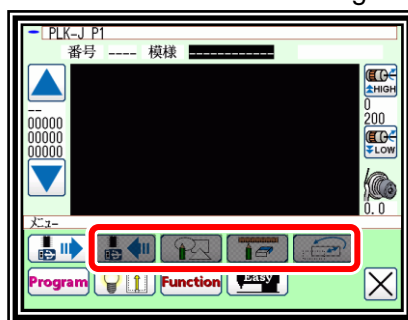 PLK-J P1
番号 ---- 模様
HIGH
0
200
LOW
--
00000
00000
00000
0.0
メニュー
Program
Function
Easy